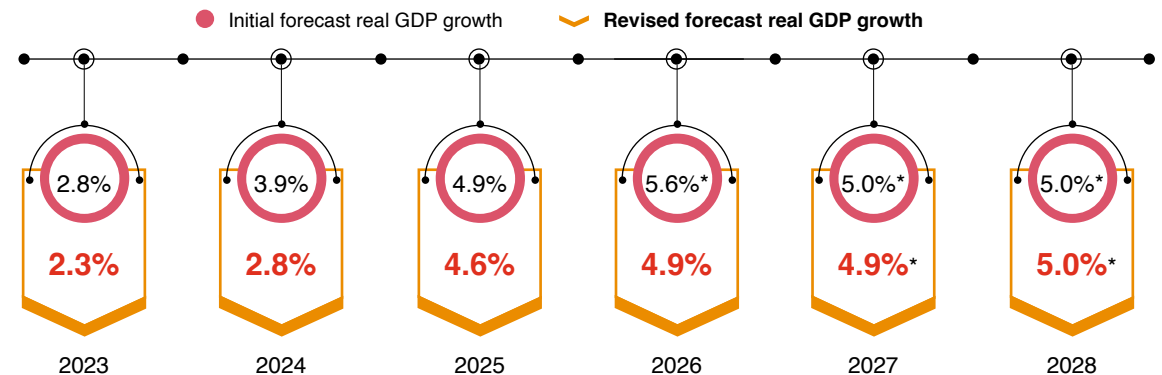 Initial forecast real GDP growth
Revised forecast real GDP growth
2.8% 3.9% 4.9% 5.6%* 5.0%* 5.0%*
2.3% 2.8% 4.6% 4.9% 4.9%* 5.0%*
2023 2024 2025 2026 2027 2028